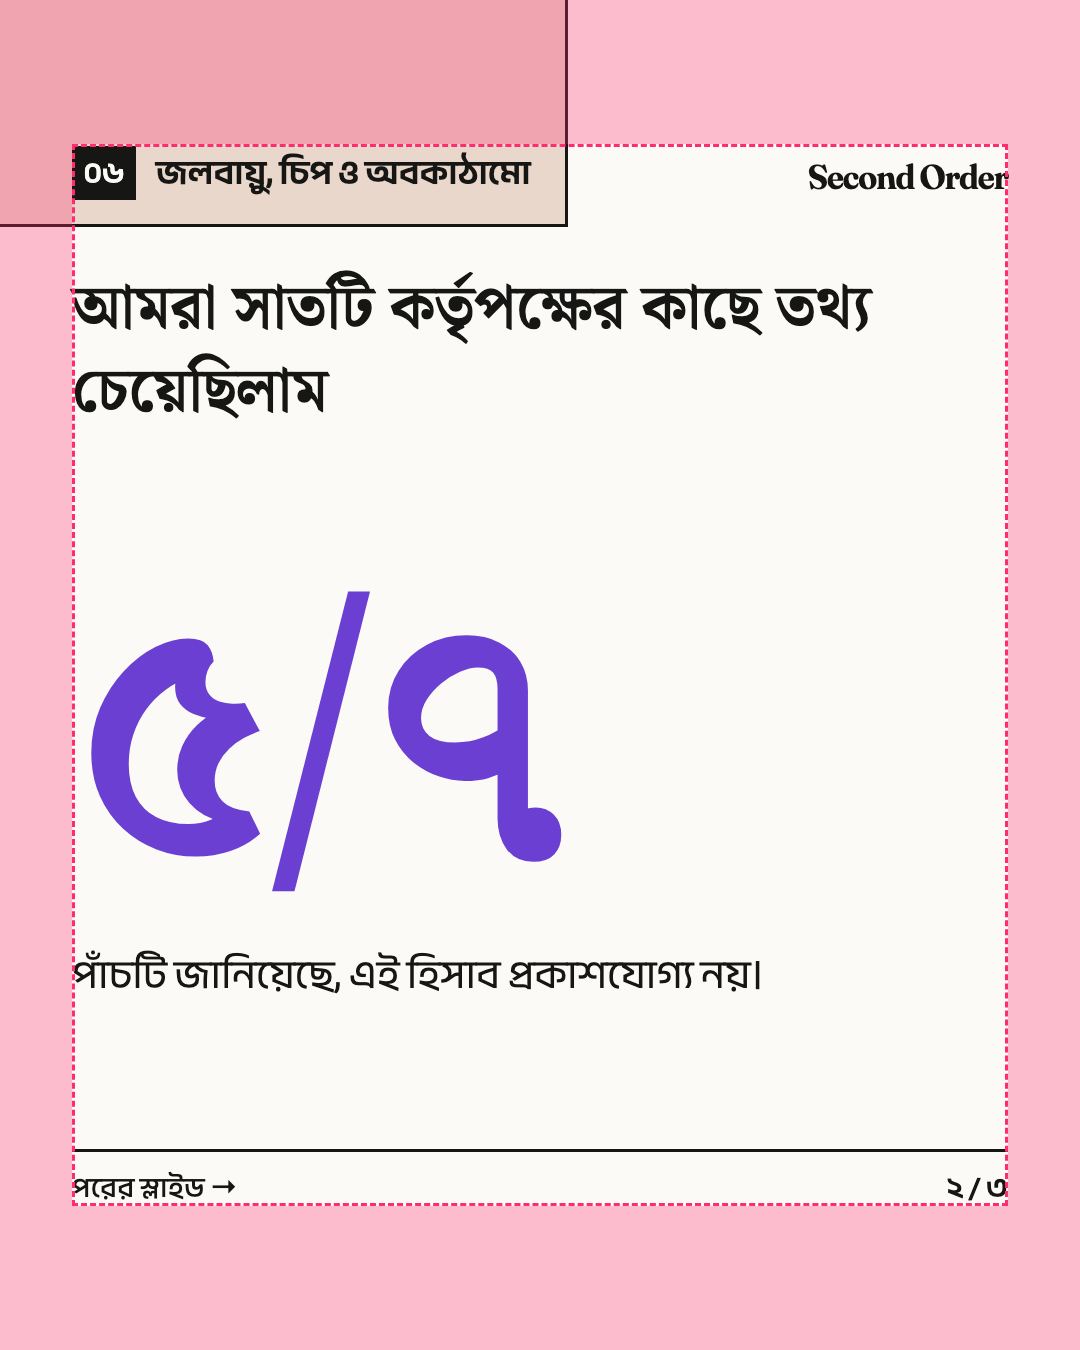 ০৬ জলবায়ু, চিপ ও অবকাঠামো
Second Order
আমরা সাতটি কর্তৃপক্ষের কাছে তথ্য
চেয়েছিলাম
৫/৭
পাঁচটি জানিয়েছে, এই হিসাব প্রকাশযোগ্য নয়।
পরের স্লাইড →
২ / ৩